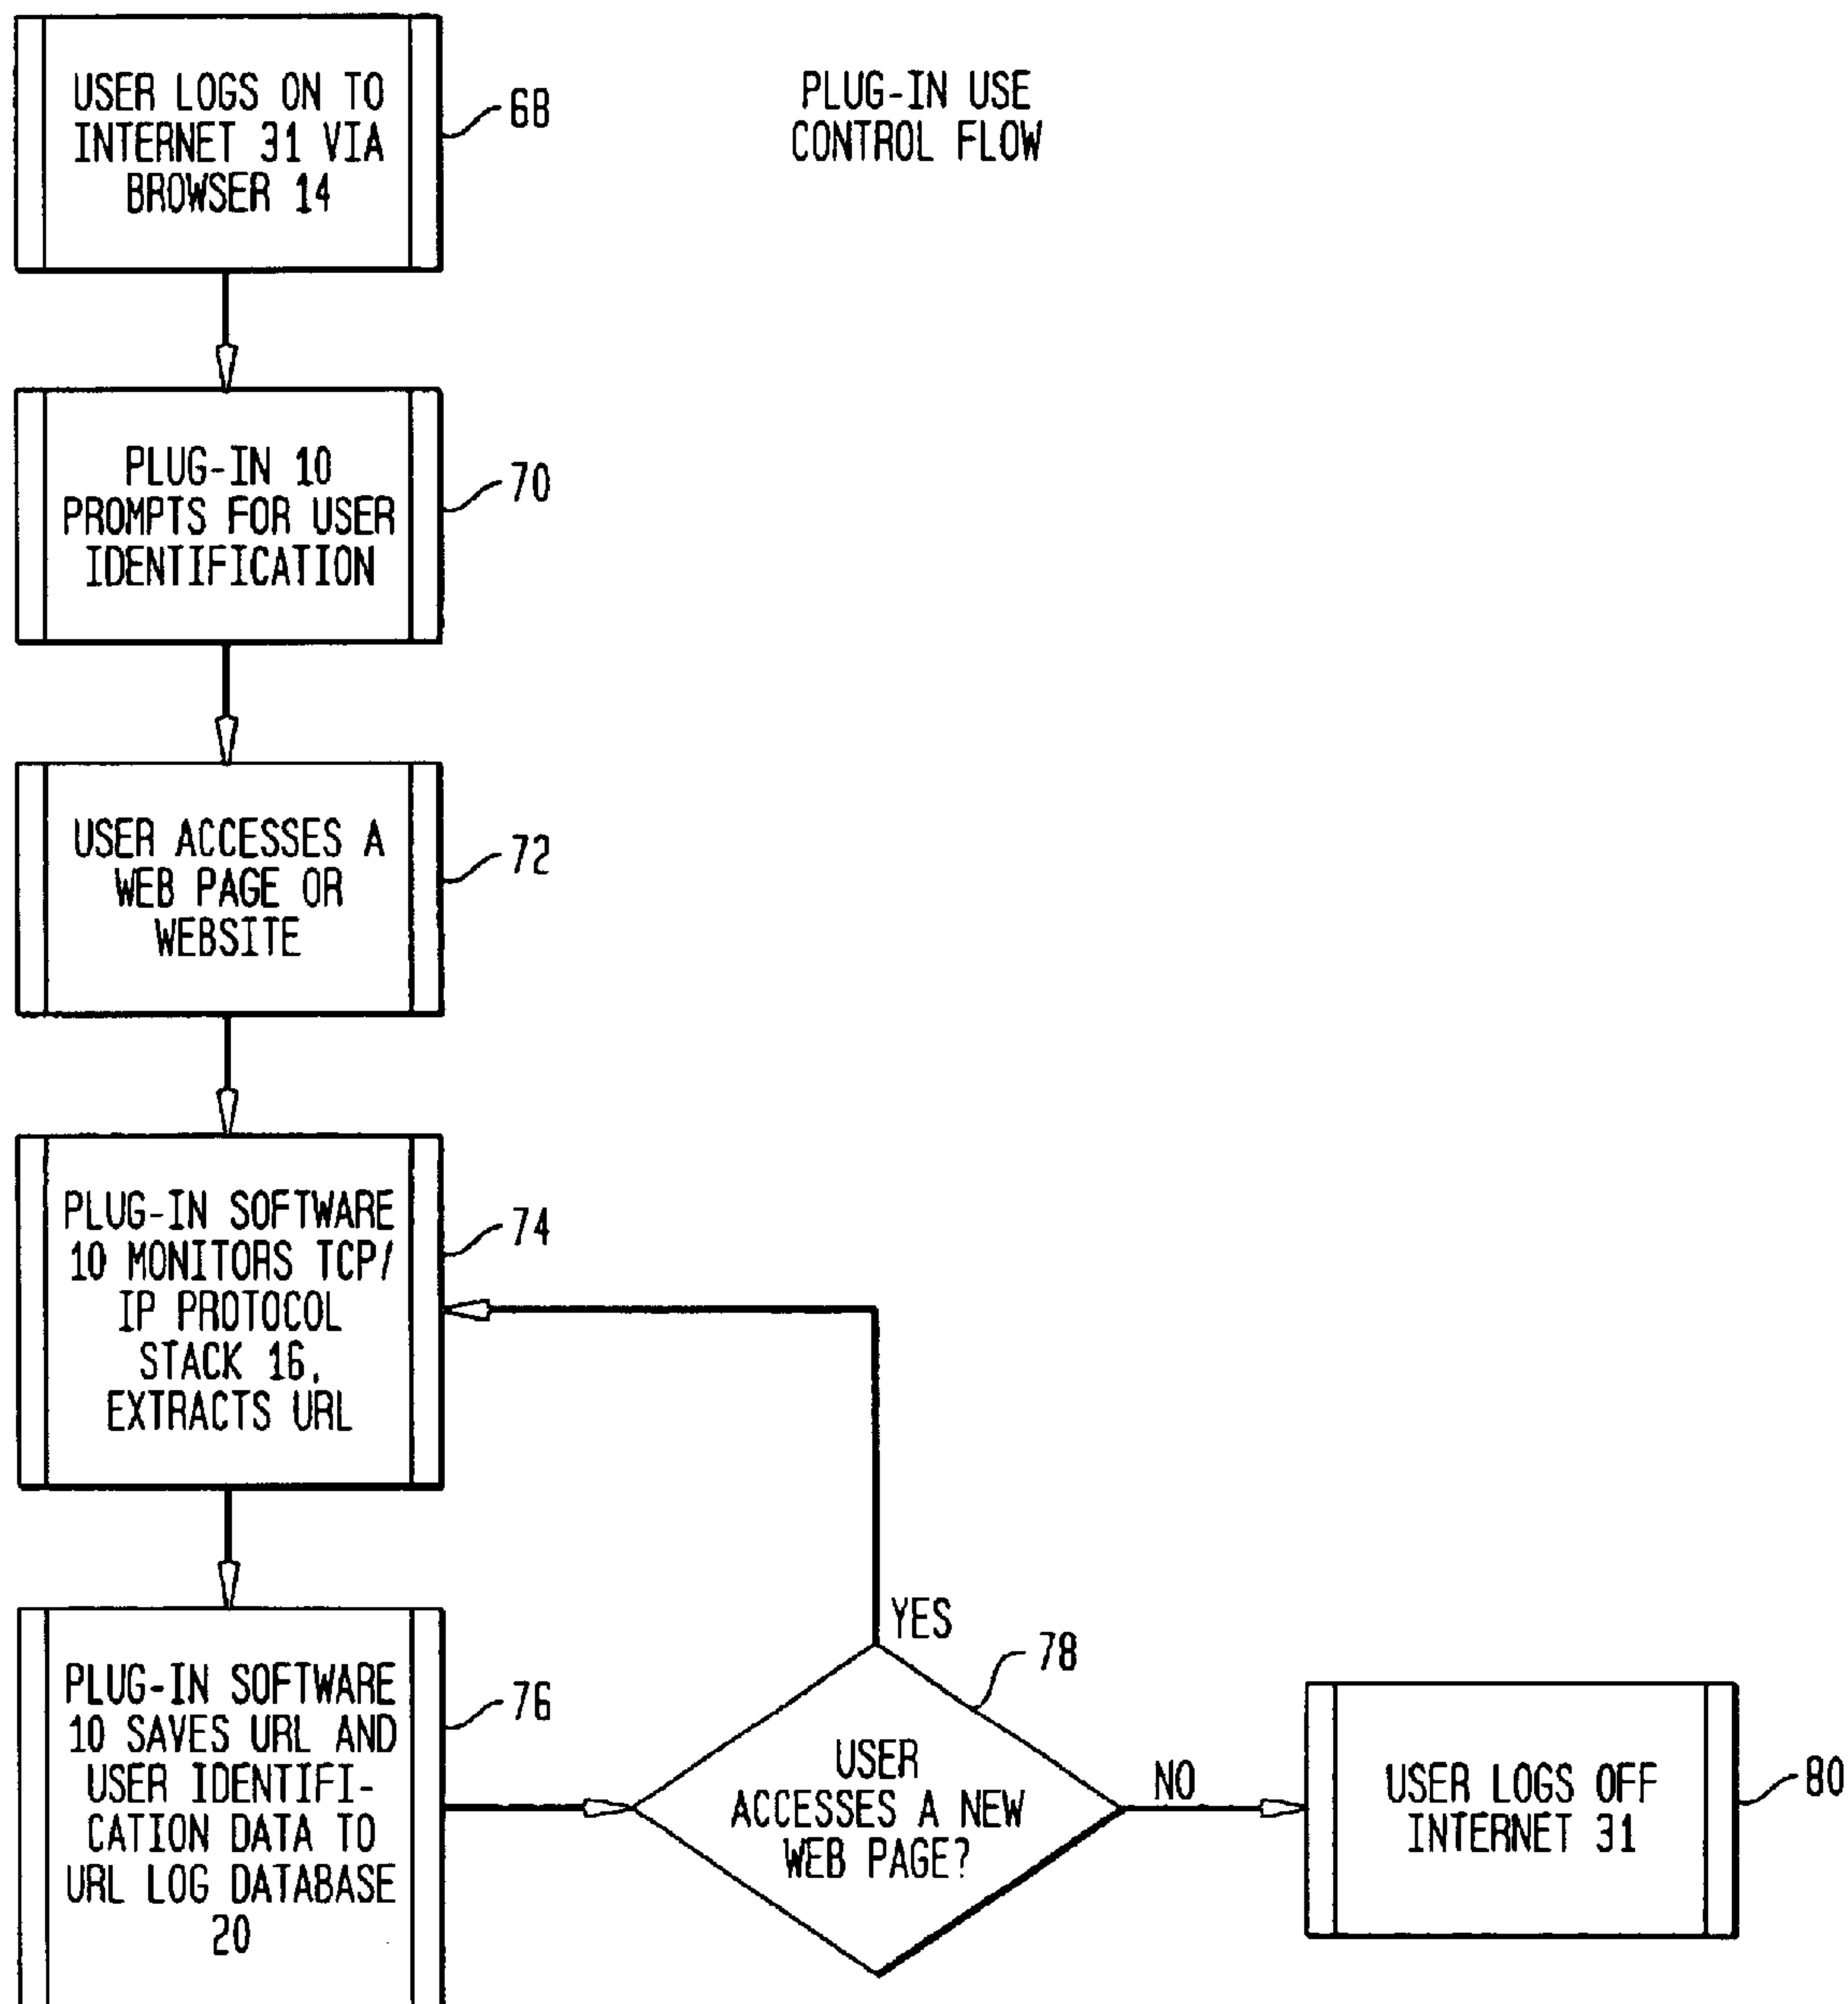 USER LOGS ON TO
INTERNET 31 VIA
BROWSER 14
68
PLUG-IN USE
CONTROL FLOW
PLUG-IN 10
PROMPTS FOR USER
IDENTIFICATION
70
USER ACCESSES A
WEB PAGE OR
WEBSITE
72
PLUG-IN SOFTWARE
10 MONITORS TCP/
IP PROTOCOL
STACK 16,
EXTRACTS URL
74
PLUG-IN SOFTWARE
10 SAVES URL AND
USER IDENTIFI-
CATION DATA TO
URL LOG DATABASE
20
76
YES
78
USER
ACCESSES A NEW
WEB PAGE?
NO
USER LOGS OFF
INTERNET 31
80